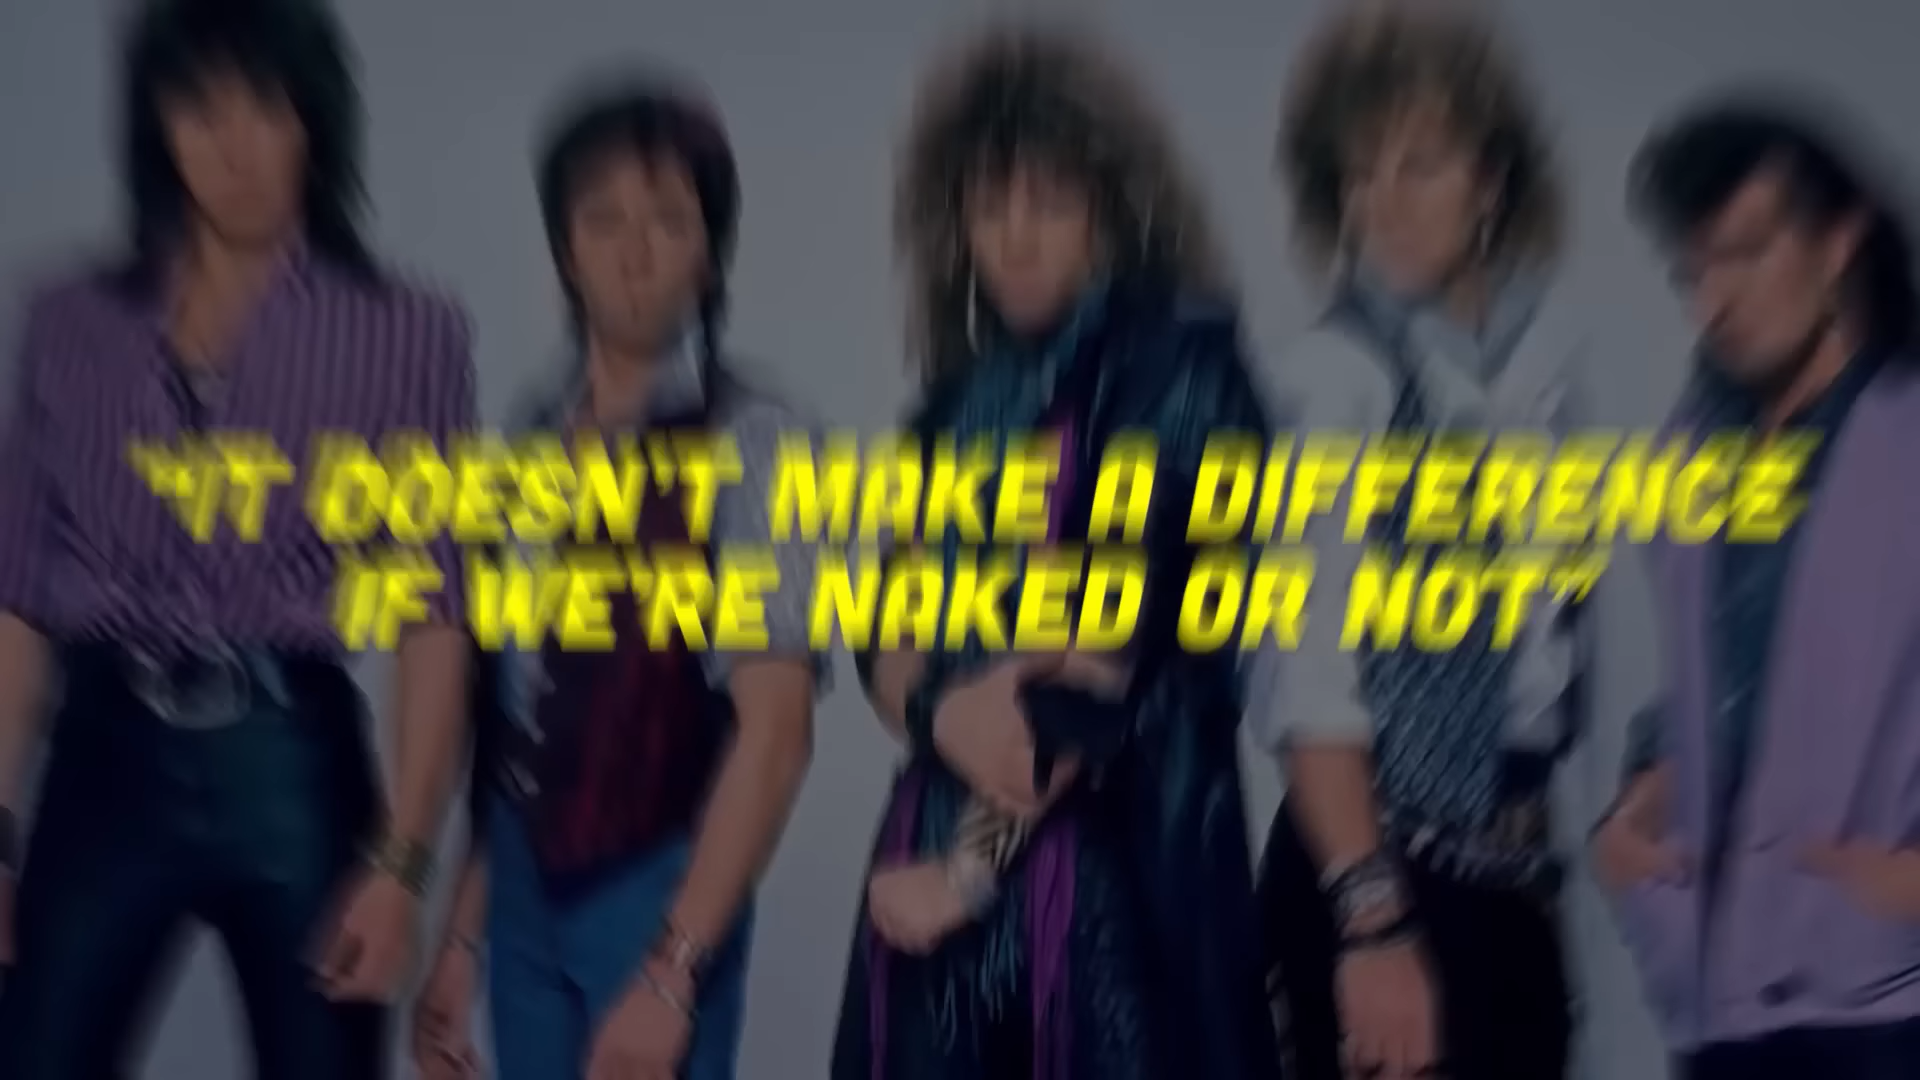 "IT DOESN'T MAKE A DIFFERENCE
IF WE'RE NAKED OR NOT"